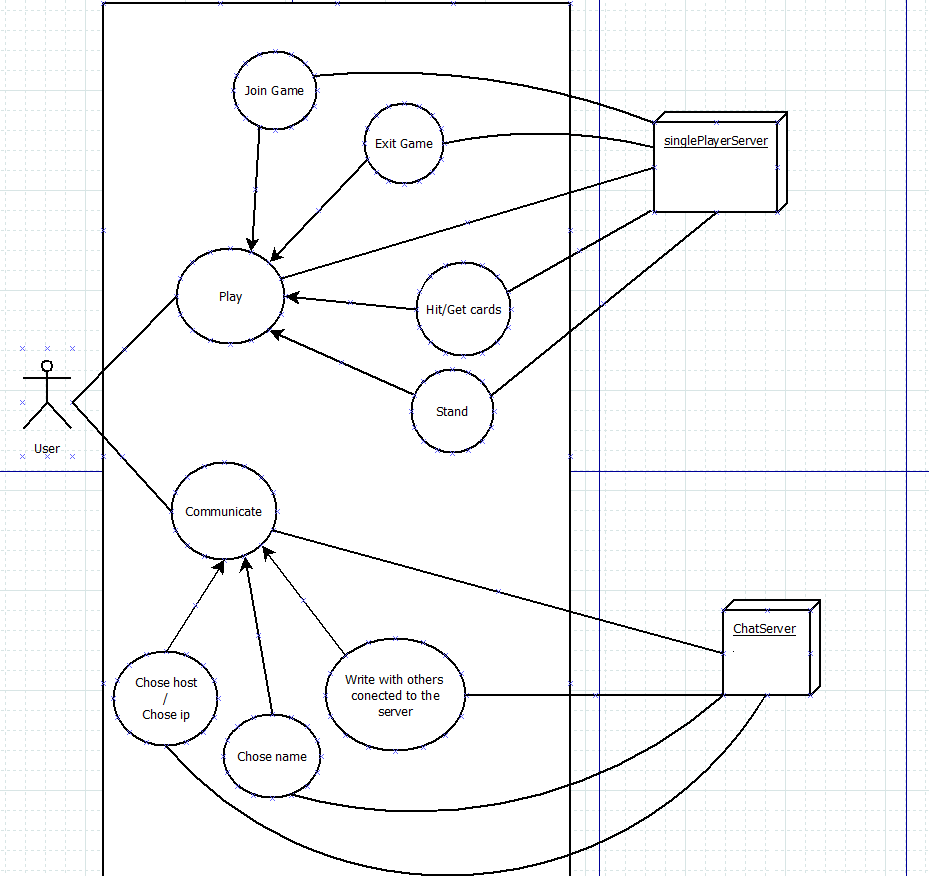 Join Game
Exit Game
singlePlayerServer
Play
Hit/Get cards
Stand
User
Communicate
ChatServer
Chose host
/
Chose ip
Write with others
conected to the
server
Chose name